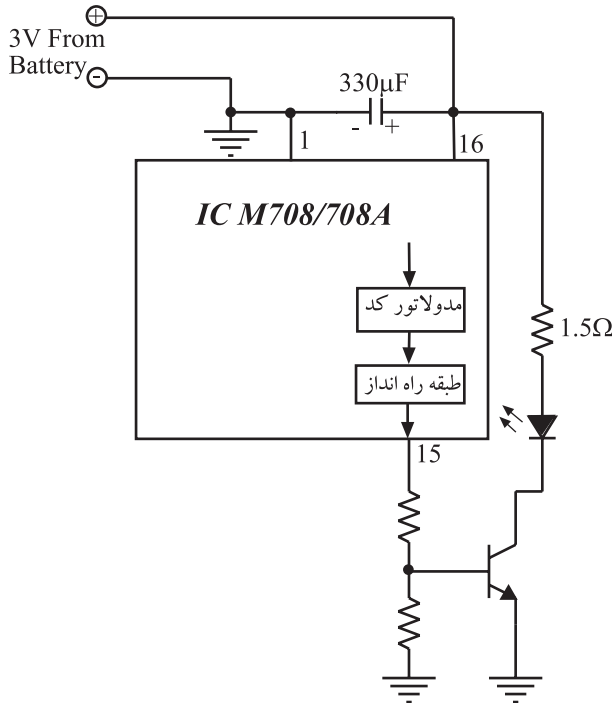 3V From
Battery
330µF
- +
1
16
IC M708/708A
مدولاتور کد
1.5Ω
طبقه راه انداز
15